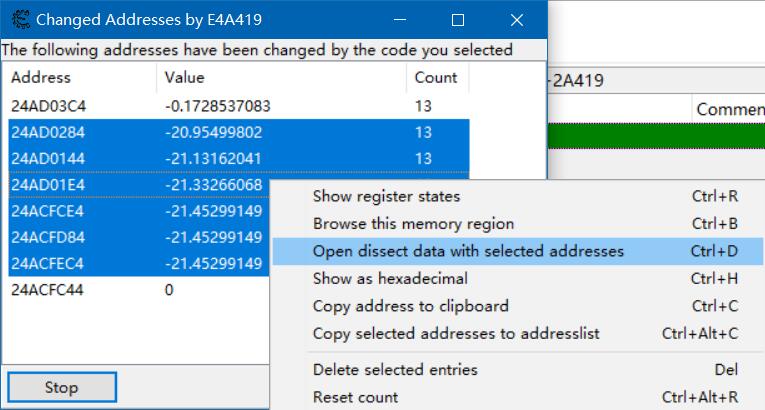 Changed Addresses by E4A419
The following addresses have been changed by the code you selected
-2A419
Address Value Count
Commen
24AD03C4 -0.1728537083 13
24AD0284 -20.95499802 13
24AD0144 -21.13162041 13
24AD01E4 -21.33266068
24ACFCE4 -21.45299149
24ACFD84 -21.45299149
24ACFEC4 -21.45299149
24ACFC44 0
Show register states Ctrl+R
Browse this memory region Ctrl+B
Open dissect data with selected addresses Ctrl+D
Show as hexadecimal Ctrl+H
Copy address to clipboard Ctrl+C
Copy selected addresses to addresslist Ctrl+Alt+C
Delete selected entries Del
Reset count Ctrl+Alt+R
Stop